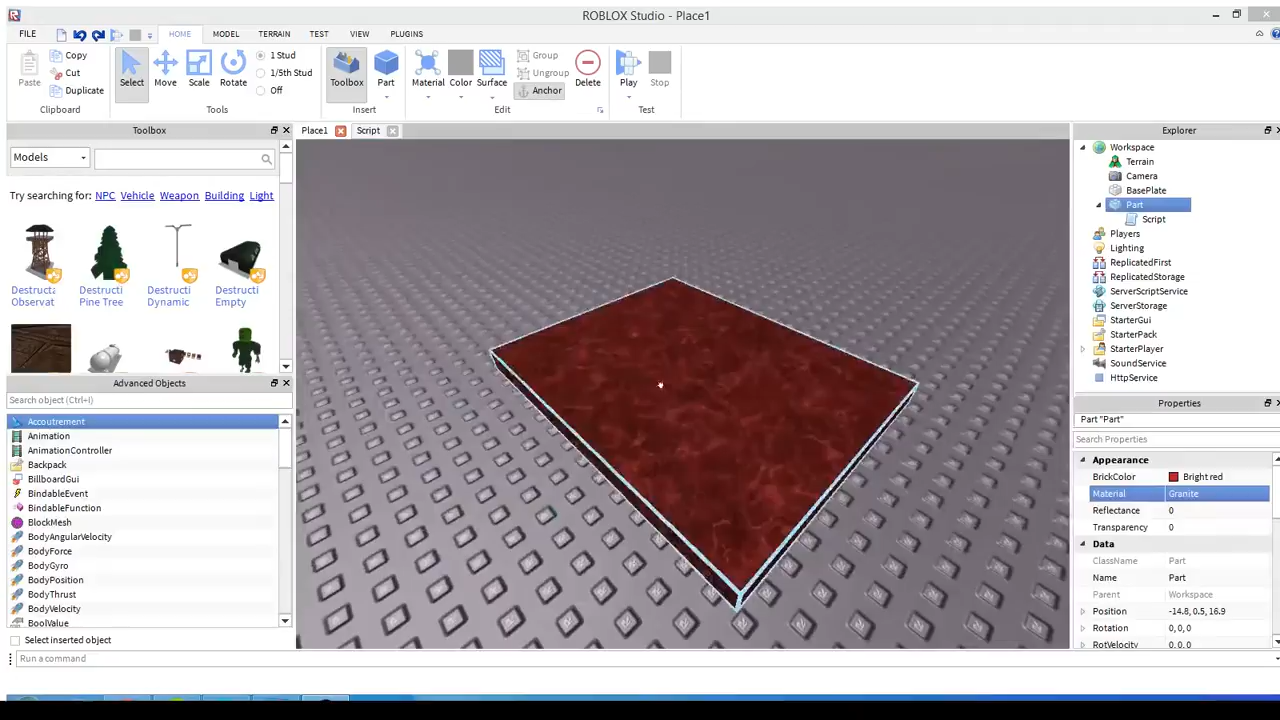 ROBLOX Studio - Place1
FILE HOME MODEL TERRAIN TEST VIEW PLUGINS
Paste
Copy
Cut
Duplicate
Clipboard
Select Move Scale Rotate
1 Stud
1/5th Stud
Off
Tools
Toolbox Part
Insert
Material Color Surface
Group
Ungroup
Anchor
Delete
Edit
Play Stop
Test
Toolbox
Models
Try searching for: NPC Vehicle Weapon Building Light
Destructi Destructi Destructi Destructi
Observat Pine Tree Dynamic Empty
Advanced Objects
Search object (Ctrl+I)
Accoutrement
Animation
AnimationController
Backpack
BillboardGui
BindableEvent
BindableFunction
BlockMesh
BodyAngularVelocity
BodyForce
BodyGyro
BodyPosition
BodyThrust
BodyVelocity
BoolValue
Select inserted object
Run a command
Place1 Script
Explorer
Workspace
Terrain
Camera
BasePlate
Part
Script
Players
Lighting
ReplicatedFirst
ReplicatedStorage
ServerScriptService
ServerStorage
StarterGui
StarterPack
StarterPlayer
SoundService
HttpService
Properties
Part "Part"
Search Properties
Appearance
BrickColor Bright red
Material Granite
Reflectance 0
Transparency 0
Data
ClassName Part
Name Part
Parent Workspace
Position -14.8, 0.5, 16.9
Rotation 0, 0, 0
RotVelocity 0, 0, 0